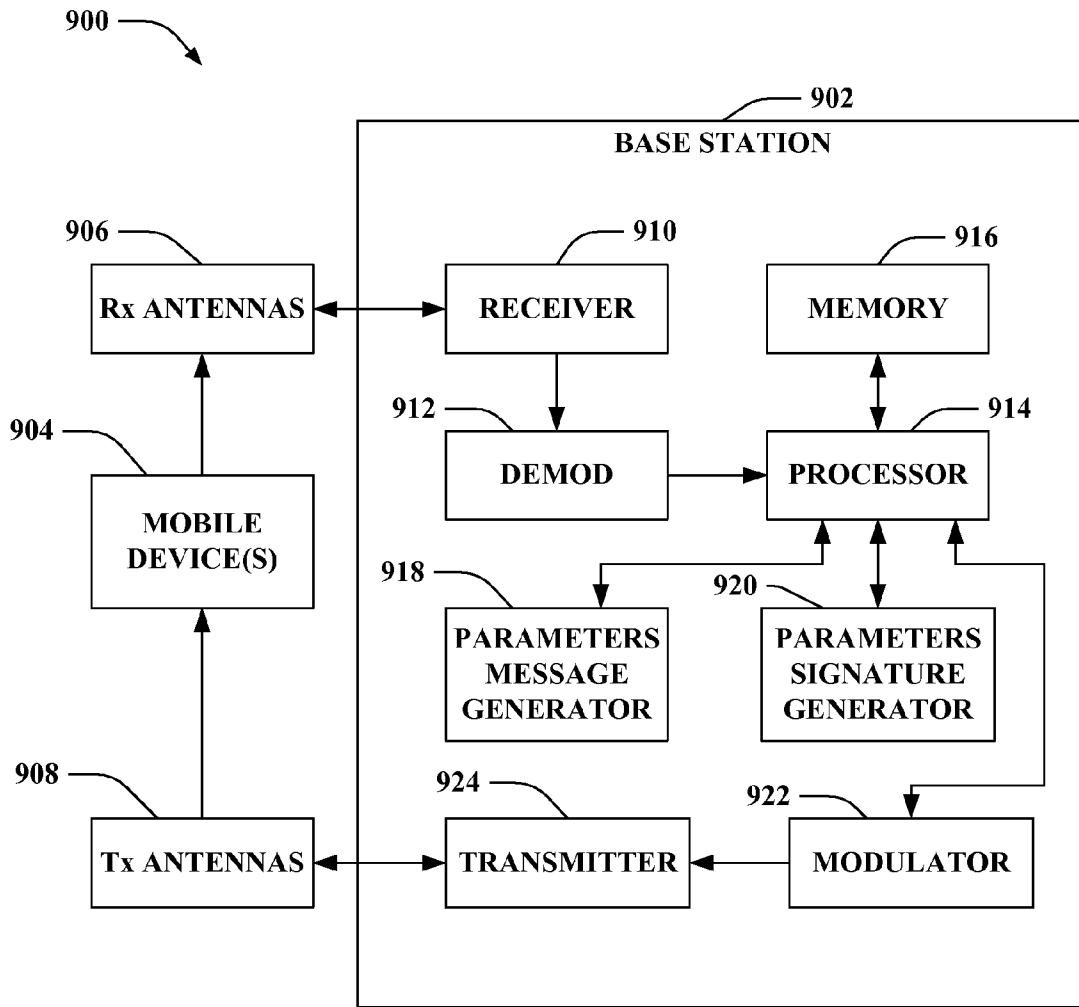 900
902
BASE STATION
906
910
916
Rx ANTENNAS
RECEIVER
MEMORY
904
912
914
MOBILE
DEVICE(S)
DEMOD
PROCESSOR
918
920
PARAMETERS
MESSAGE
GENERATOR
PARAMETERS
SIGNATURE
GENERATOR
908
924
922
Tx ANTENNAS
TRANSMITTER
MODULATOR